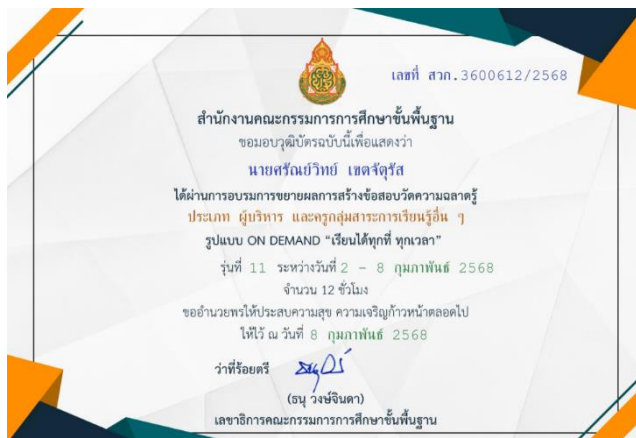 เลขที่ สวก.3600612/2568
สำนักงานคณะกรรมการการศึกษาขั้นพื้นฐาน
ขอมอบวุฒิบัตรฉบับนี้เพื่อแสดงว่า
นายศรัณย์วิทย์ เขตจัตุรัส
ได้ผ่านการอบรมการขยายผลการสร้างข้อสอบวัดความฉลาดรู้
ประเภท ผู้บริหาร และครูกลุ่มสาระการเรียนรู้อื่น ๆ
รูปแบบ ON DEMAND “เรียนได้ทุกที่ ทุกเวลา”
รุ่นที่ 11 ระหว่างวันที่ 2 - 8 กุมภาพันธ์ 2568
จำนวน 12 ชั่วโมง
ขออำนวยพรให้ประสบความสุข ความเจริญก้าวหน้าตลอดไป
ให้ไว้ ณ วันที่ 8 กุมภาพันธ์ 2568
ว่าที่ร้อยตรี
(ธนุ วงษ์จินดา)
เลขาธิการคณะกรรมการการศึกษาขั้นพื้นฐาน